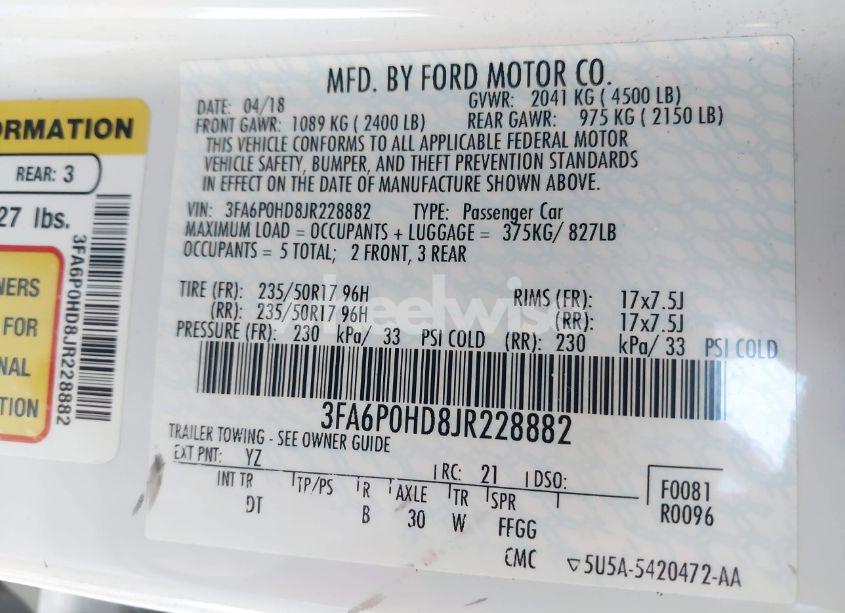 ORMATION
REAR: 3
27 lbs.
NERS
FOR
NAL
TION
3FA6P0HD8JR228882
MFD. BY FORD MOTOR CO.
DATE: 04/18 GVWR: 2041 KG ( 4500 LB)
FRONT GAWR: 1089 KG ( 2400 LB) REAR GAWR: 975 KG ( 2150 LB)
THIS VEHICLE CONFORMS TO ALL APPLICABLE FEDERAL MOTOR
VEHICLE SAFETY, BUMPER, AND THEFT PREVENTION STANDARDS
IN EFFECT ON THE DATE OF MANUFACTURE SHOWN ABOVE.
VIN: 3FA6P0HD8JR228882 TYPE: Passenger Car
MAXIMUM LOAD = OCCUPANTS + LUGGAGE = 375KG/ 827LB
OCCUPANTS = 5 TOTAL; 2 FRONT, 3 REAR
TIRE (FR): 235/50R17 96H RIMS (FR): 17x7.5J
(RR): 235/50R17 96H (RR): 17x7.5J
PRESSURE (FR): 230 kPa/ 33 PSI COLD (RR): 230 kPa/ 33 PSI COLD
3FA6P0HD8JR228882
TRAILER TOWING - SEE OWNER GUIDE
EXT PNT: YZ RC: 21 DSO:
INT TR TP/PS R AXLE TR SPR
DT B 30 W FFGG
F0081
R0096
CMC 5U5A-5420472-AA